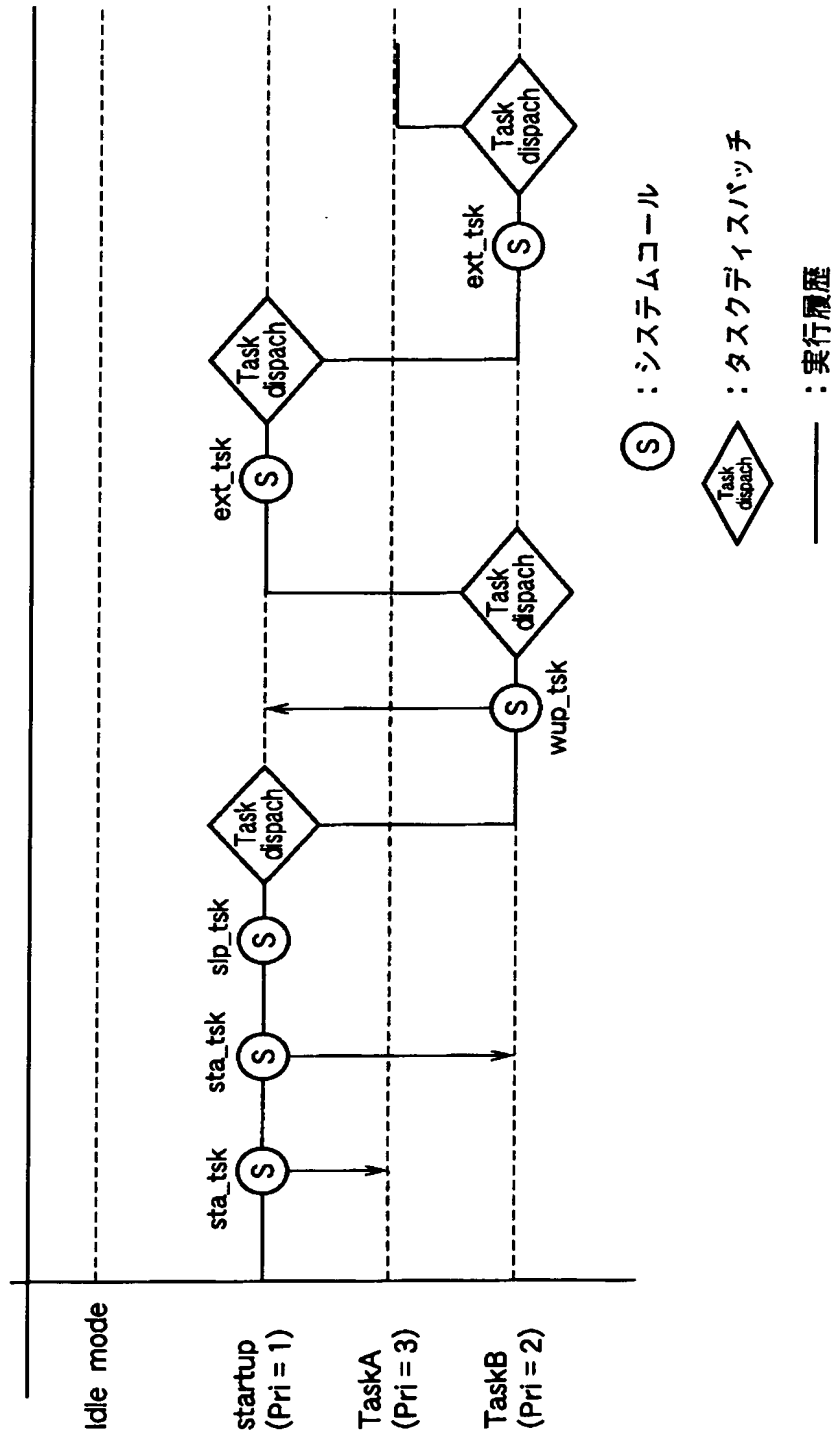 Idle mode
startup
(Pri = 1)
TaskA
(Pri = 3)
TaskB
(Pri = 2)
sta_tsk
S
sta_tsk
S
slp_tsk
S
Task
dispach
wup_tsk
S
Task
dispach
ext_tsk
S
Task
dispach
ext_tsk
S
Task
dispach
S :システムコール
Task
dispach
:タスクディスパッチ
:実行履歴